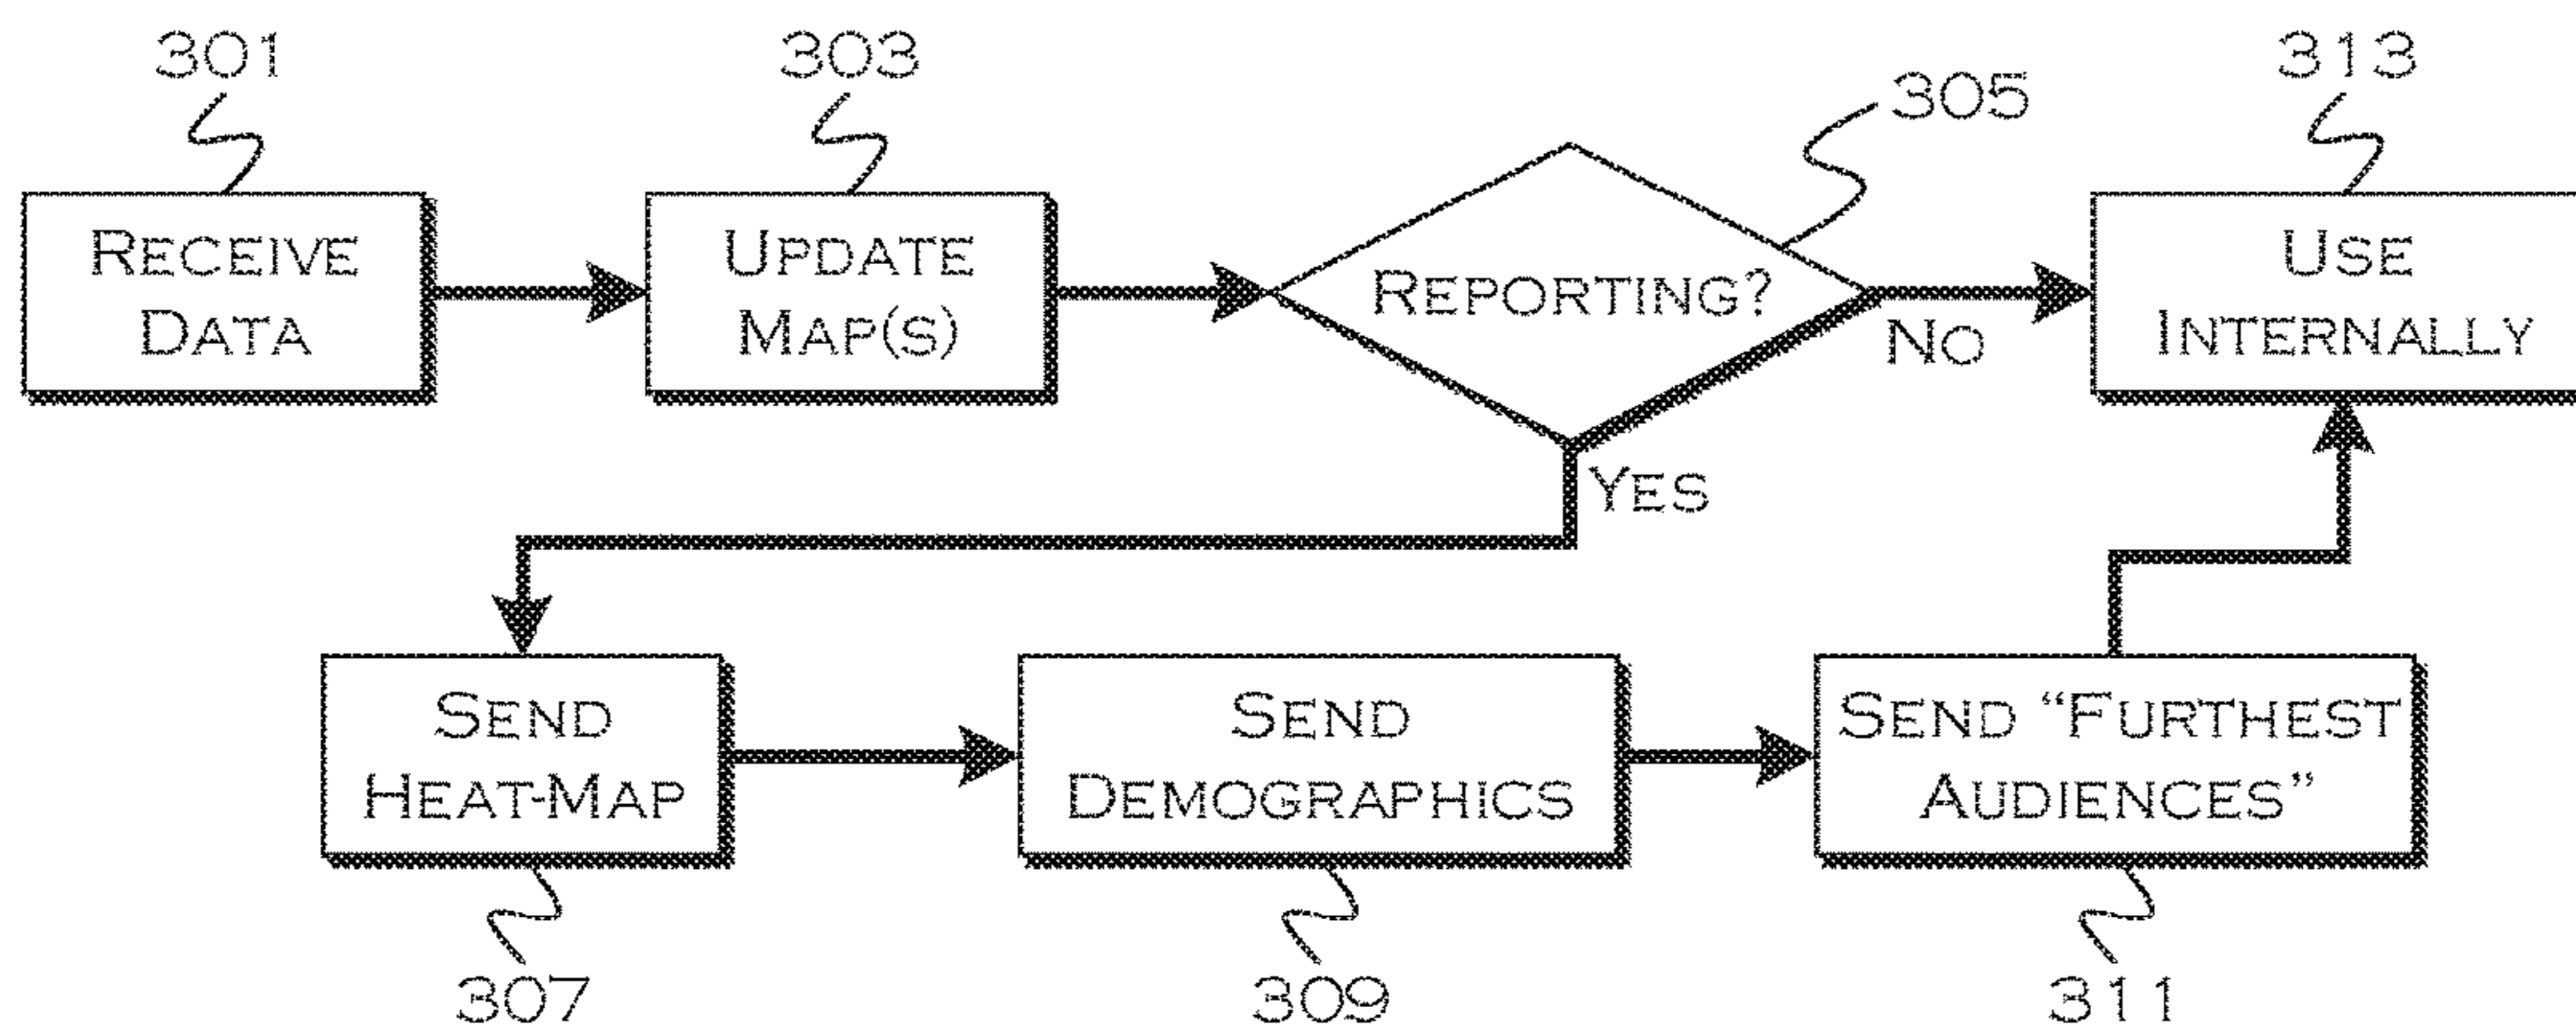 301
303
305
313
RECEIVE
DATA
UPDATE
MAP(S)
REPORTING?
USE
INTERNALLY
NO
YES
SEND
HEAT-MAP
SEND
DEMOGRAPHICS
SEND “FURTHEST
AUDIENCES”
307
309
311